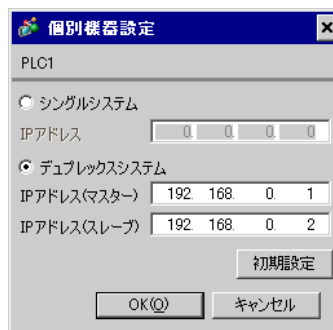 個別機器設定
PLC1
シングルシステム
IPアドレス 0. 0. 0. 0
デュプレックスシステム
IPアドレス(マスター) 192. 168. 0. 1
IPアドレス(スレーブ) 192. 168. 0. 2
初期設定
OK(O) キャンセル